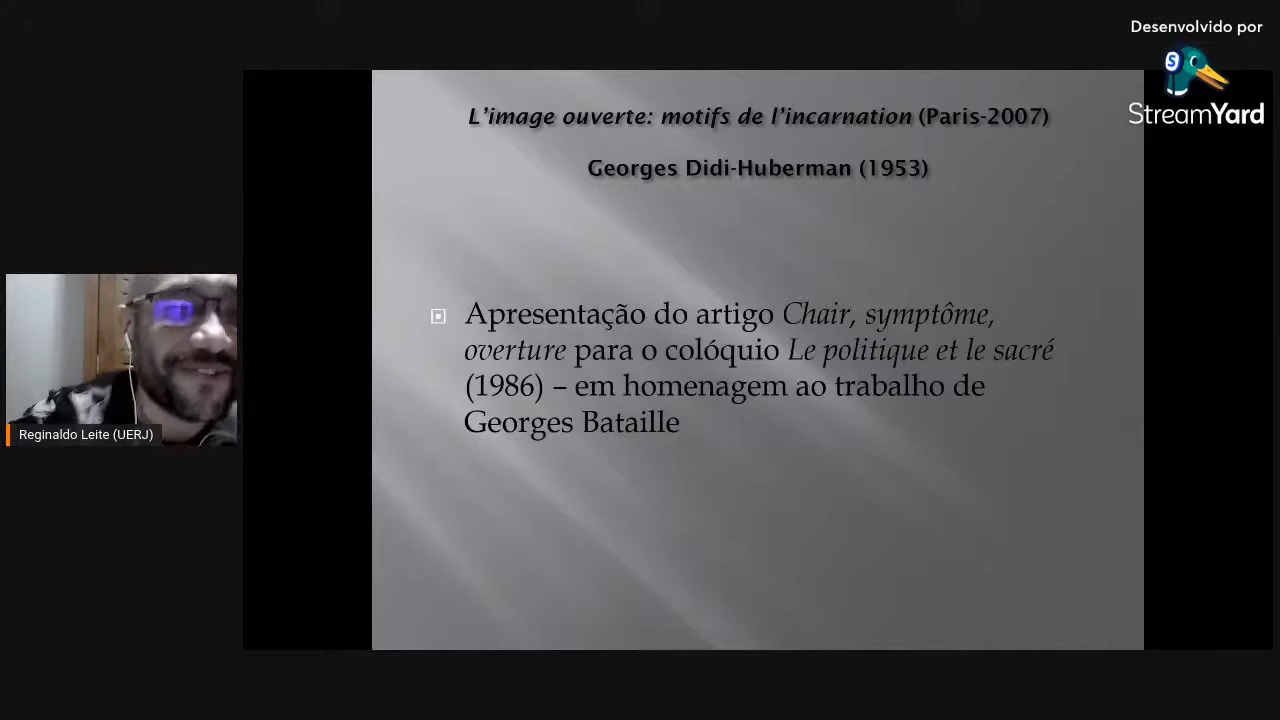 Desenvolvido por
StreamYard
L'image ouverte: motifs de l'incarnation (Paris-2007)
Georges Didi-Huberman (1953)
Apresentação do artigo Chair, symptôme,
overture para o colóquio Le politique et le sacré
(1986) – em homenagem ao trabalho de
Georges Bataille
Reginaldo Leite (UERJ)